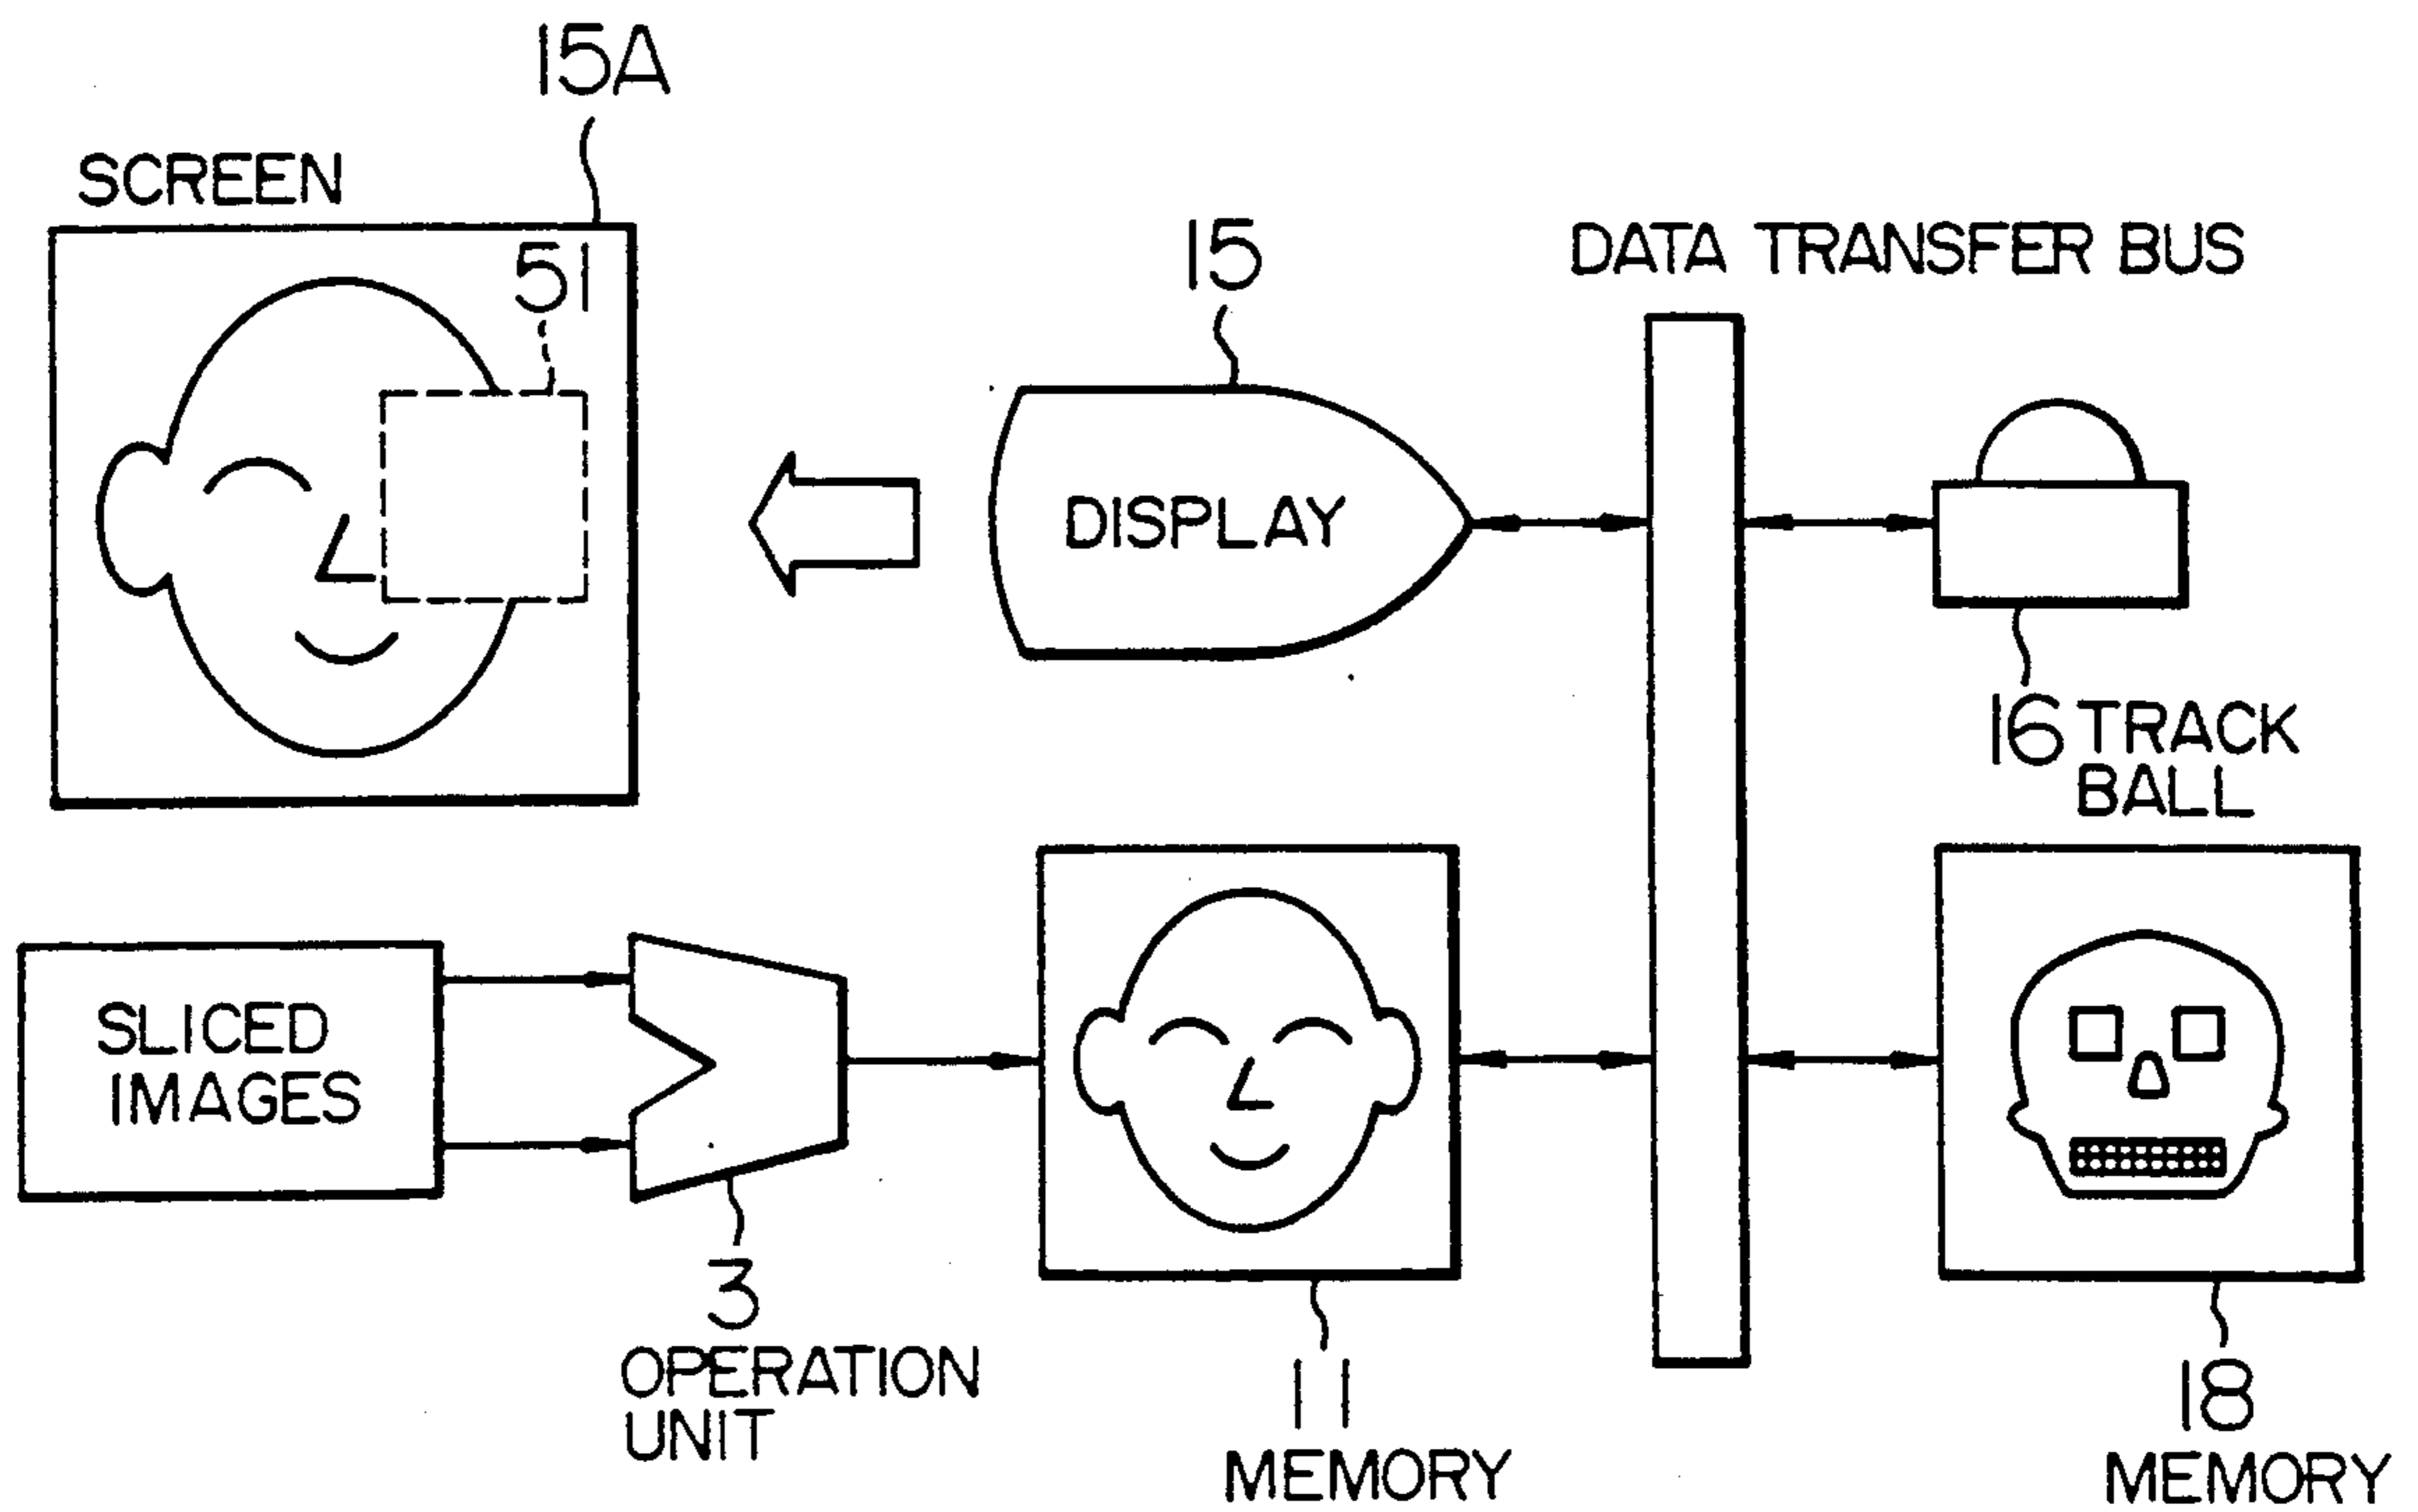 15A
SCREEN
51
15
DISPLAY
DATA TRANSFER BUS
16 TRACK
BALL
SLICED
IMAGES
3
OPERATION
UNIT
11
MEMORY
18
MEMORY